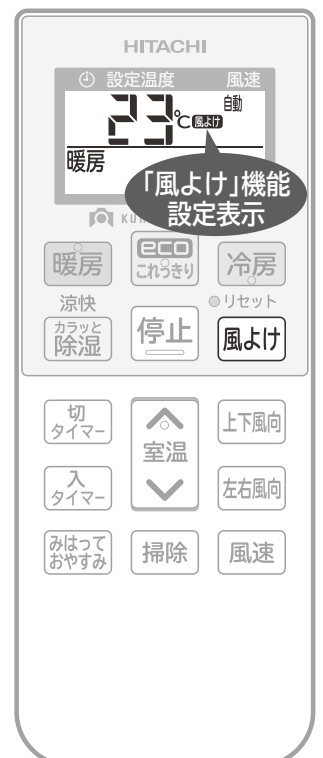 HITACHI
設定温度 風速
23℃ 風よけ 自動
暖房
「風よけ」機能
設定表示
暖房
eco
これっきり
冷房
涼快
カラッと
除湿
停止
リセット
風よけ
切
タイマー
室温
上下風向
入
タイマー
左右風向
みはって
おやすみ
掃除
風速